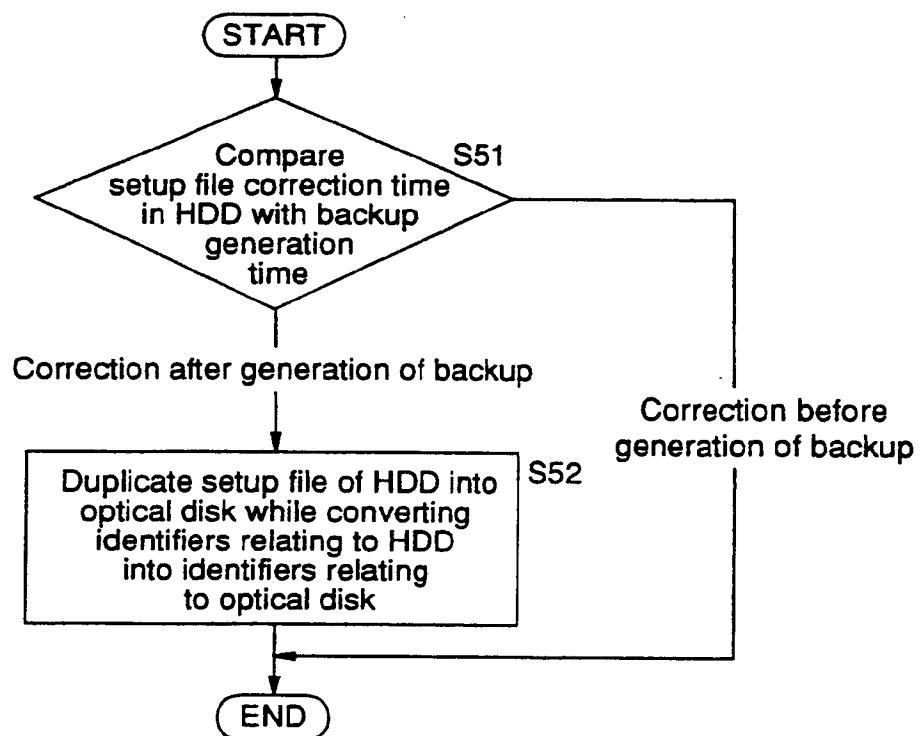 START
Compare
setup file correction time
in HDD with backup
generation
time
S51
Correction after generation of backup
Correction before
generation of backup
Duplicate setup file of HDD into
optical disk while converting
identifiers relating to HDD
into identifiers relating
to optical disk
S52
END